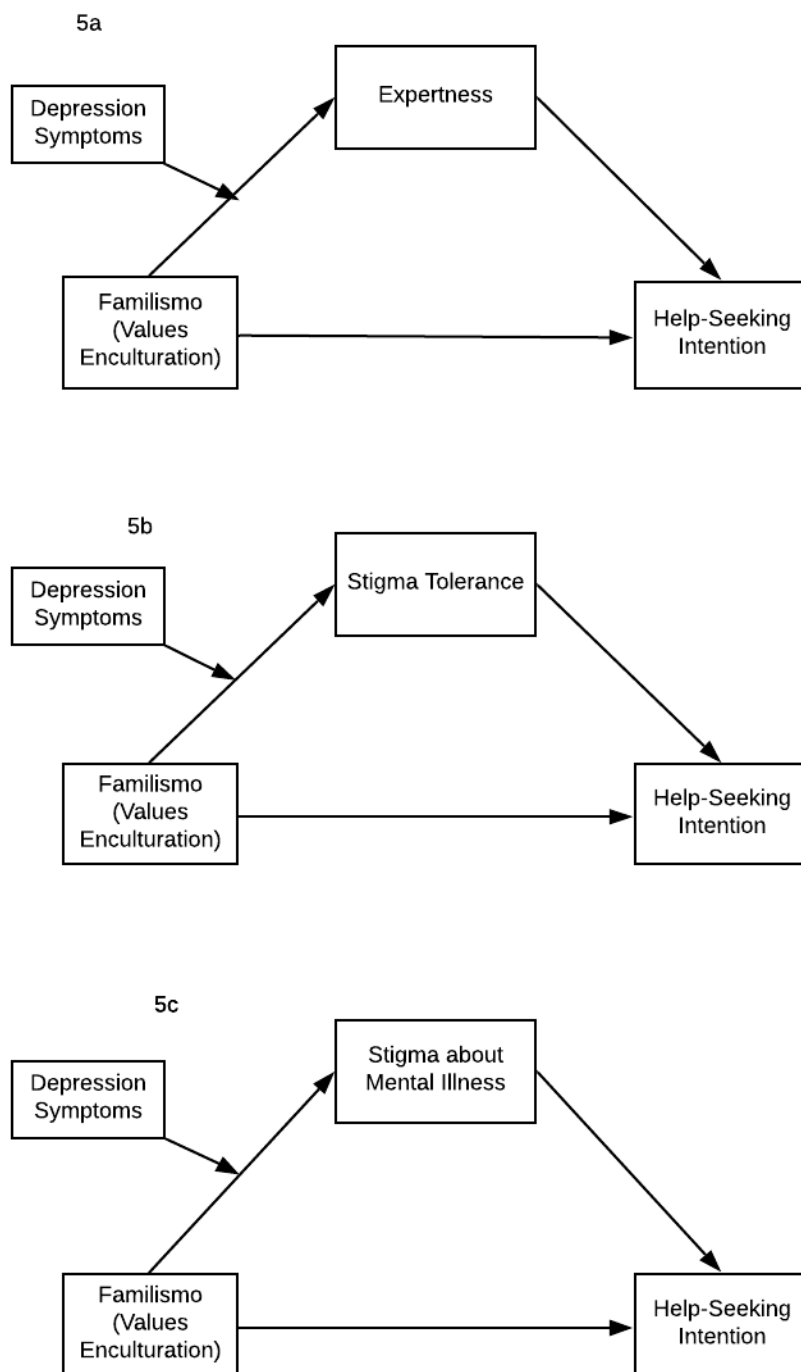 5a
Expertness
Depression
Symptoms
Familismo
(Values
Enculturation)
Help-Seeking
Intention
5b
Stigma Tolerance
Depression
Symptoms
Familismo
(Values
Enculturation)
Help-Seeking
Intention
5c
Stigma about
Mental Illness
Depression
Symptoms
Familismo
(Values
Enculturation)
Help-Seeking
Intention